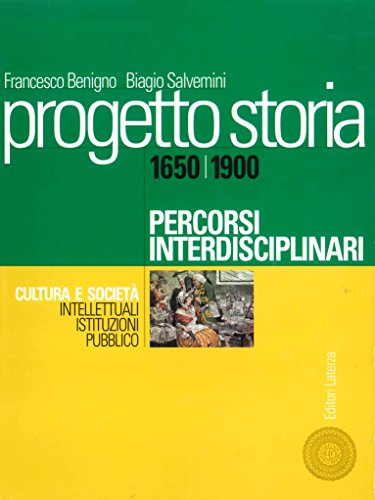 Francesco Benigno Biagio Salvemini
progetto storia
1650|1900
PERCORSI
INTERDISCIPLINARI
CULTURA E SOCIETÀ
INTELLETTUALI
ISTITUZIONI
PUBBLICO
Editori Laterza